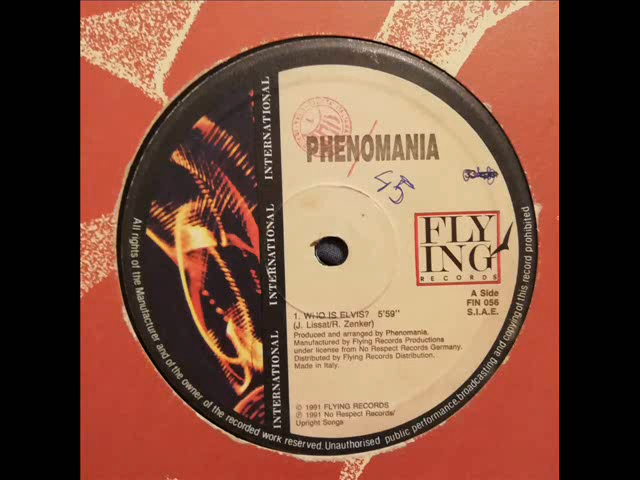 PHENOMANIA
45
FLY
ING
RECORDS
A Side
FIN 056
S.I.A.E.
1. WHO IS ELVIS? 5'59"
(J. Lissat/R. Zenker)
Produced and arranged by Phenomania.
Manufactured by Flying Records Productions
under license from No Respect Records Germany.
Distributed by Flying Records Distribution.
Made in Italy.
© 1991 FLYING RECORDS
℗ 1991 No Respect Records/
Upright Songs
INTERNATIONAL
INTERNATIONAL
INTERNATIONAL
All rights of the Manufacturer and of the owner of the recorded work reserved. Unauthorised public performance, broadcasting and copying of this record prohibited